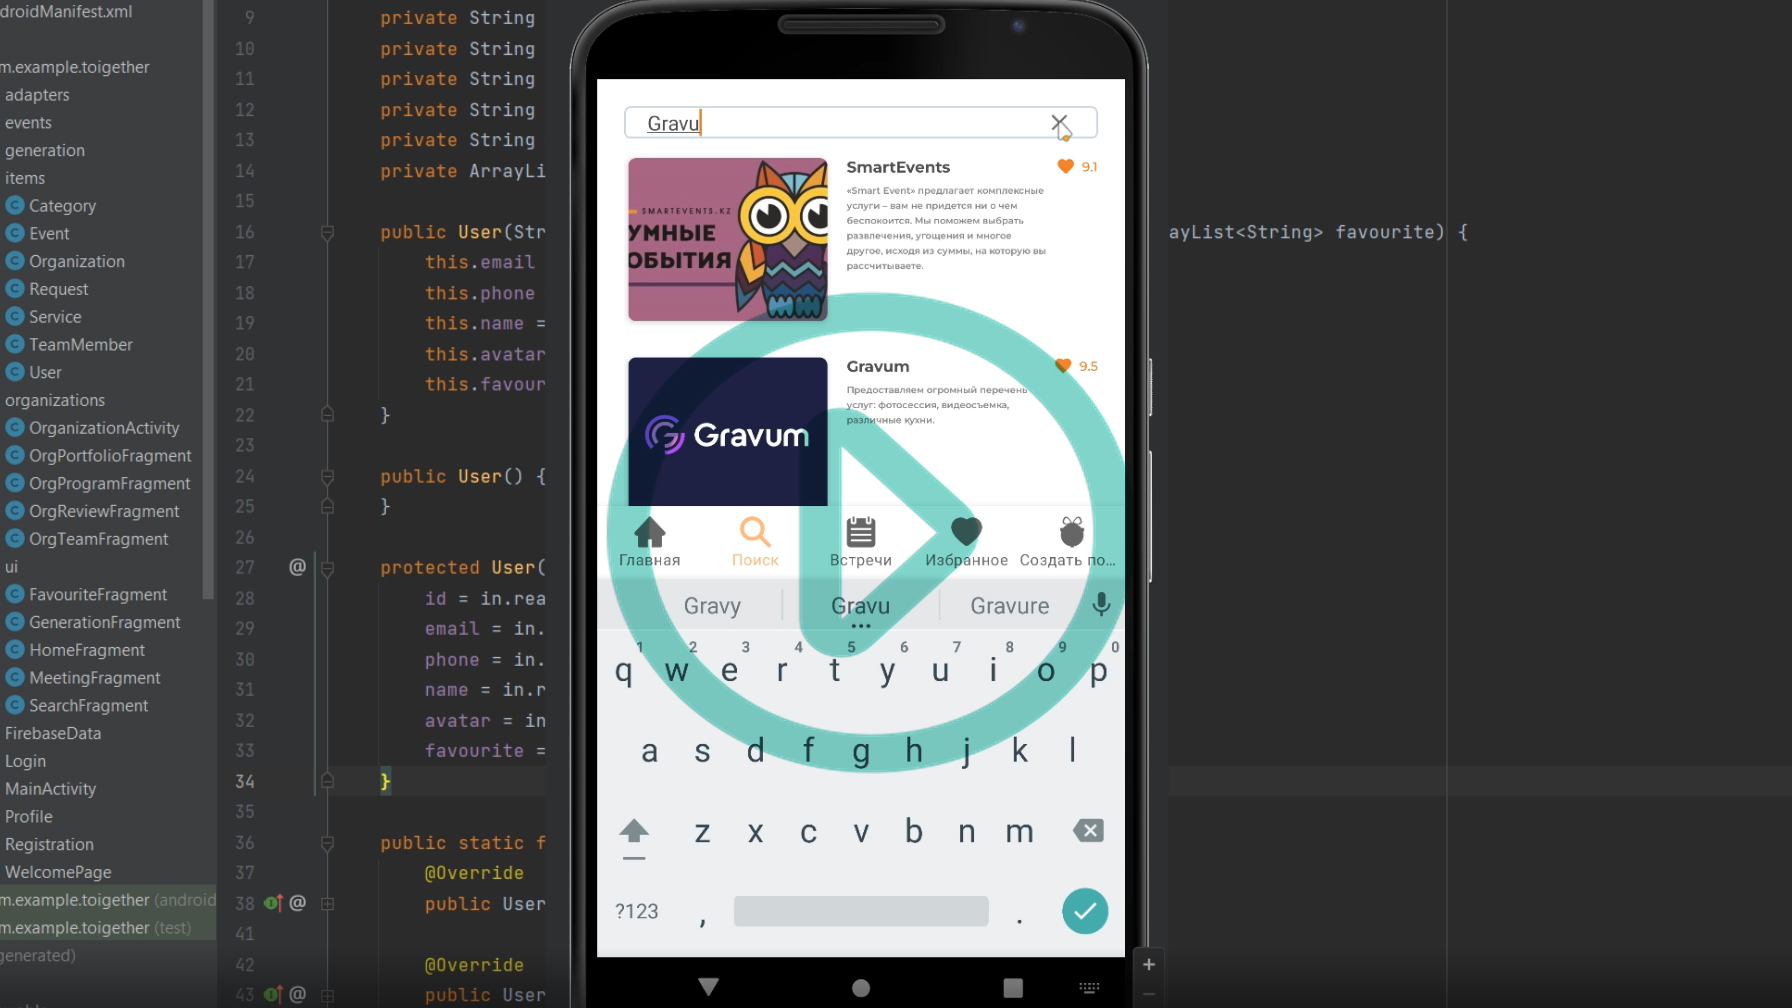 droidManifest.xml
m.example.toigether
adapters
events
generation
items
Category
Event
Organization
Request
Service
TeamMember
User
organizations
OrganizationActivity
OrgPortfolioFragment
OrgProgramFragment
OrgReviewFragment
OrgTeamFragment
ui
FavouriteFragment
GenerationFragment
HomeFragment
MeetingFragment
SearchFragment
FirebaseData
Login
MainActivity
Profile
Registration
WelcomePage
m.example.toigether (android
m.example.toigether (test)
generated)
9 private String
10 private String
11 private String
12 private String
13 private String
14 private ArrayLi
15
16 public User(Str ayList<String> favourite) {
17 this.email
18 this.phone
19 this.name =
20 this.avatar
21 this.favour
22 }
23
24 public User() {
25 }
26
27 @ protected User(
28 id = in.rea
29 email = in.
30 phone = in.
31 name = in.r
32 avatar = in
33 favourite =
34 }
35
36 public static f
37 @Override
38 @ public User
41
42 @Override
43 @ public User
Gravu
SMARTEVENTS.KZ
УМНЫЕ
ОБЫТИЯ
SmartEvents 9.1
«Smart Event» предлагает комплексные
услуги – вам не придется ни о чем
беспокоится. Мы поможем выбрать
развлечения, угощения и многое
другое, исходя из суммы, на которую вы
рассчитываете.
Gravum
Gravum 9.5
Предоставляем огромный перечень
услуг: фотосессия, видеосъемка,
различные кухни.
Главная Поиск Встречи Избранное Создать по...
Gravy Gravu Gravure
1 2 3 4 5 6 7 8 9 0
q w e r t y u i o p
a s d f g h j k l
z x c v b n m
?123 , .